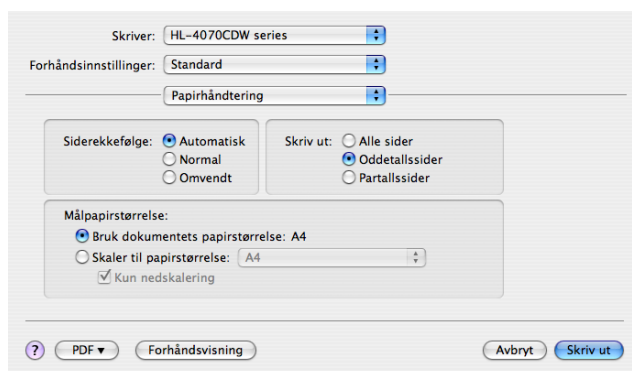 Skriver: HL-4070CDW series
Forhåndsinnstillinger: Standard
Papirhåndtering
Siderekkefølge: Automatisk
Normal
Omvendt
Skriv ut: Alle sider
Oddetallssider
Partallssider
Målpapirstørrelse:
Bruk dokumentets papirstørrelse: A4
Skaler til papirstørrelse: A4
Kun nedskalering
? PDF ▾ Forhåndsvisning Avbryt Skriv ut